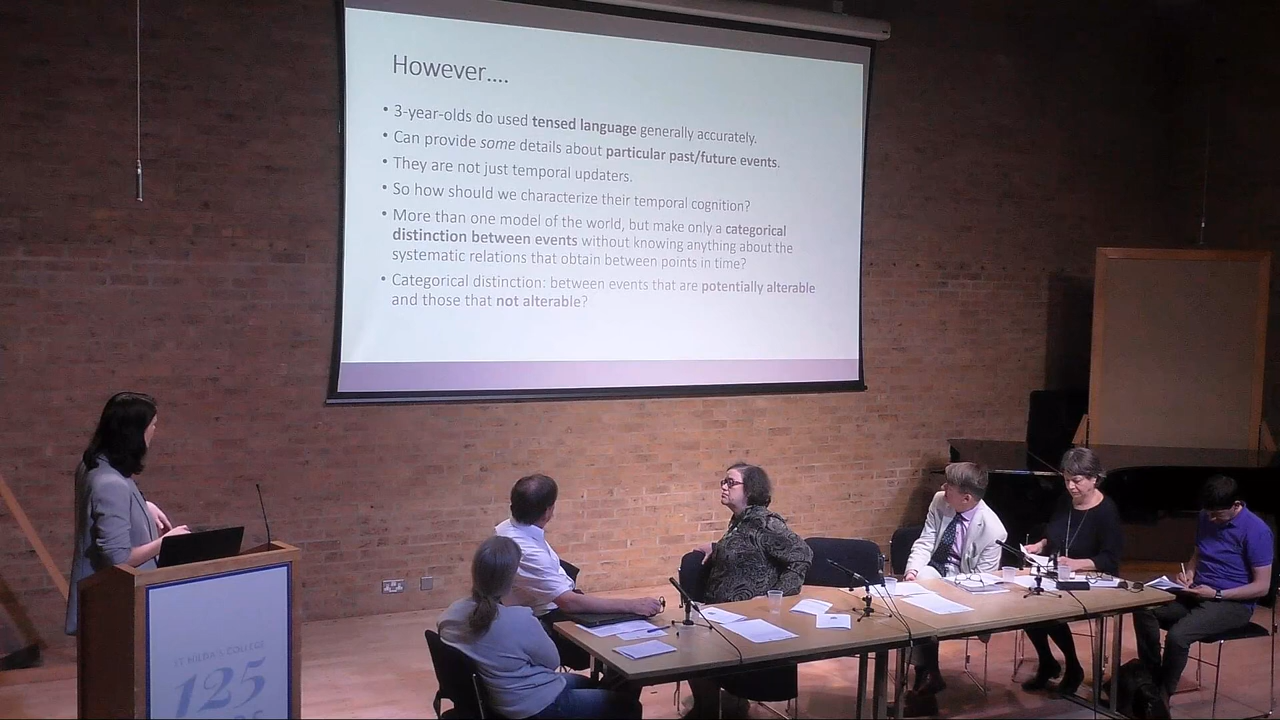 However....
• 3-year-olds do used tensed language generally accurately.
• Can provide some details about particular past/future events.
• They are not just temporal updaters.
• So how should we characterize their temporal cognition?
• More than one model of the world, but make only a categorical
distinction between events without knowing anything about the
systematic relations that obtain between points in time?
• Categorical distinction: between events that are potentially alterable
and those that not alterable?
ST HILDA'S COLLEGE
125